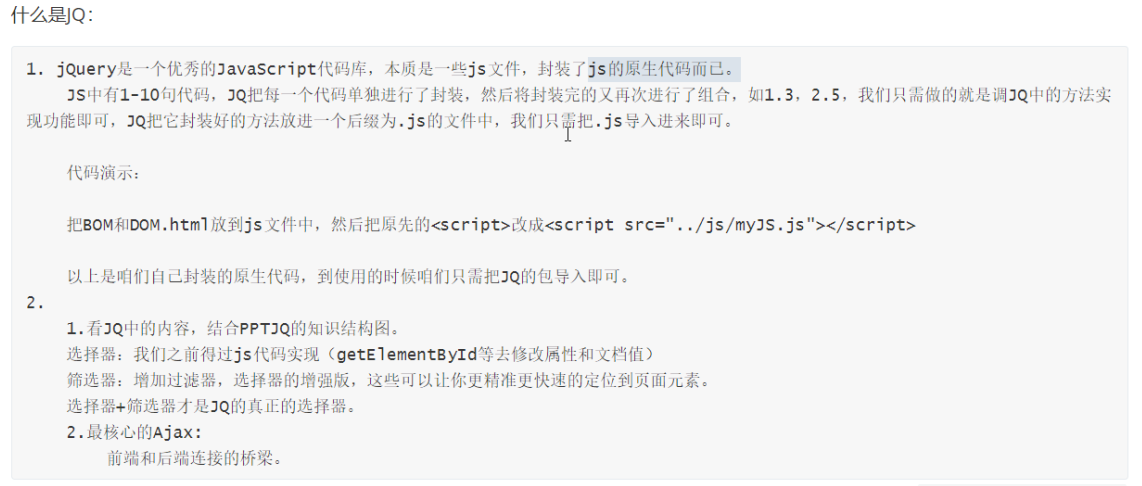 什么是JQ:
1. jQuery是一个优秀的JavaScript代码库，本质是一些js文件，封装了js的原生代码而已。
JS中有1-10句代码，JQ把每一个代码单独进行了封装，然后将封装完的又再次进行了组合，如1.3，2.5，我们只需做的就是调JQ中的方法实
现功能即可，JQ把它封装好的方法放进一个后缀为.js的文件中，我们只需把.js导入进来即可。
代码演示：
把BOM和DOM.html放到js文件中，然后把原先的<script>改成<script src="../js/myJS.js"></script>
以上是咱们自己封装的原生代码，到使用的时候咱们只需把JQ的包导入即可。
2.
1.看JQ中的内容，结合PPTJQ的知识结构图。
选择器：我们之前得过js代码实现（getElementById等去修改属性和文档值）
筛选器：增加过滤器，选择器的增强版，这些可以让你更精准更快速的定位到页面元素。
选择器+筛选器才是JQ的真正的选择器。
2.最核心的Ajax:
前端和后端连接的桥梁。